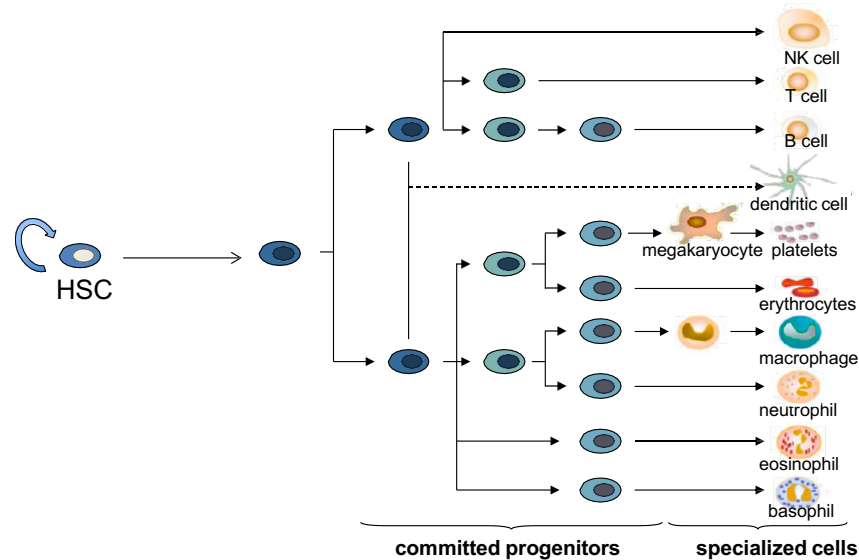 NK cell
T cell
B cell
dendritic cell
megakaryocyte platelets
HSC
erythrocytes
macrophage
neutrophil
eosinophil
basophil
committed progenitors specialized cells